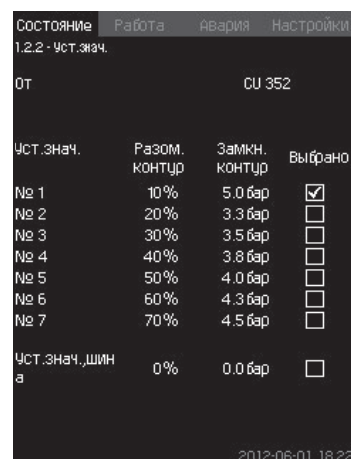 Состояние Работа Авария Настройки
1.2.2 - Уст.знач.
От CU 352
Уст.знач. Разом. контур Замкн. контур Выбрано
№ 1 10% 5.0 бар
№ 2 20% 3.3 бар
№ 3 30% 3.5 бар
№ 4 40% 3.8 бар
№ 5 50% 4.0 бар
№ 6 60% 4.3 бар
№ 7 70% 4.5 бар
Уст.знач.,шин
а 0% 0.0 бар
2012-06-01 18:22